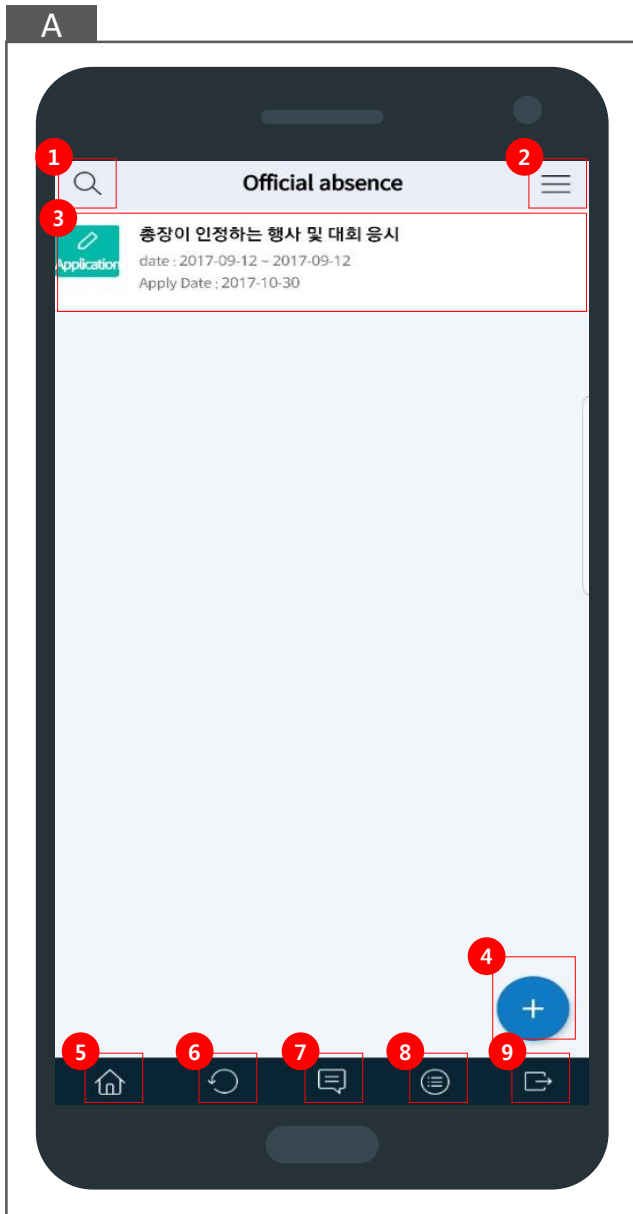 A
1
2
Official absence
3
총장이 인정하는 행사 및 대회 응시
Application
date : 2017-09-12 ~ 2017-09-12
Apply Date : 2017-10-30
4
5
6
7
8
9